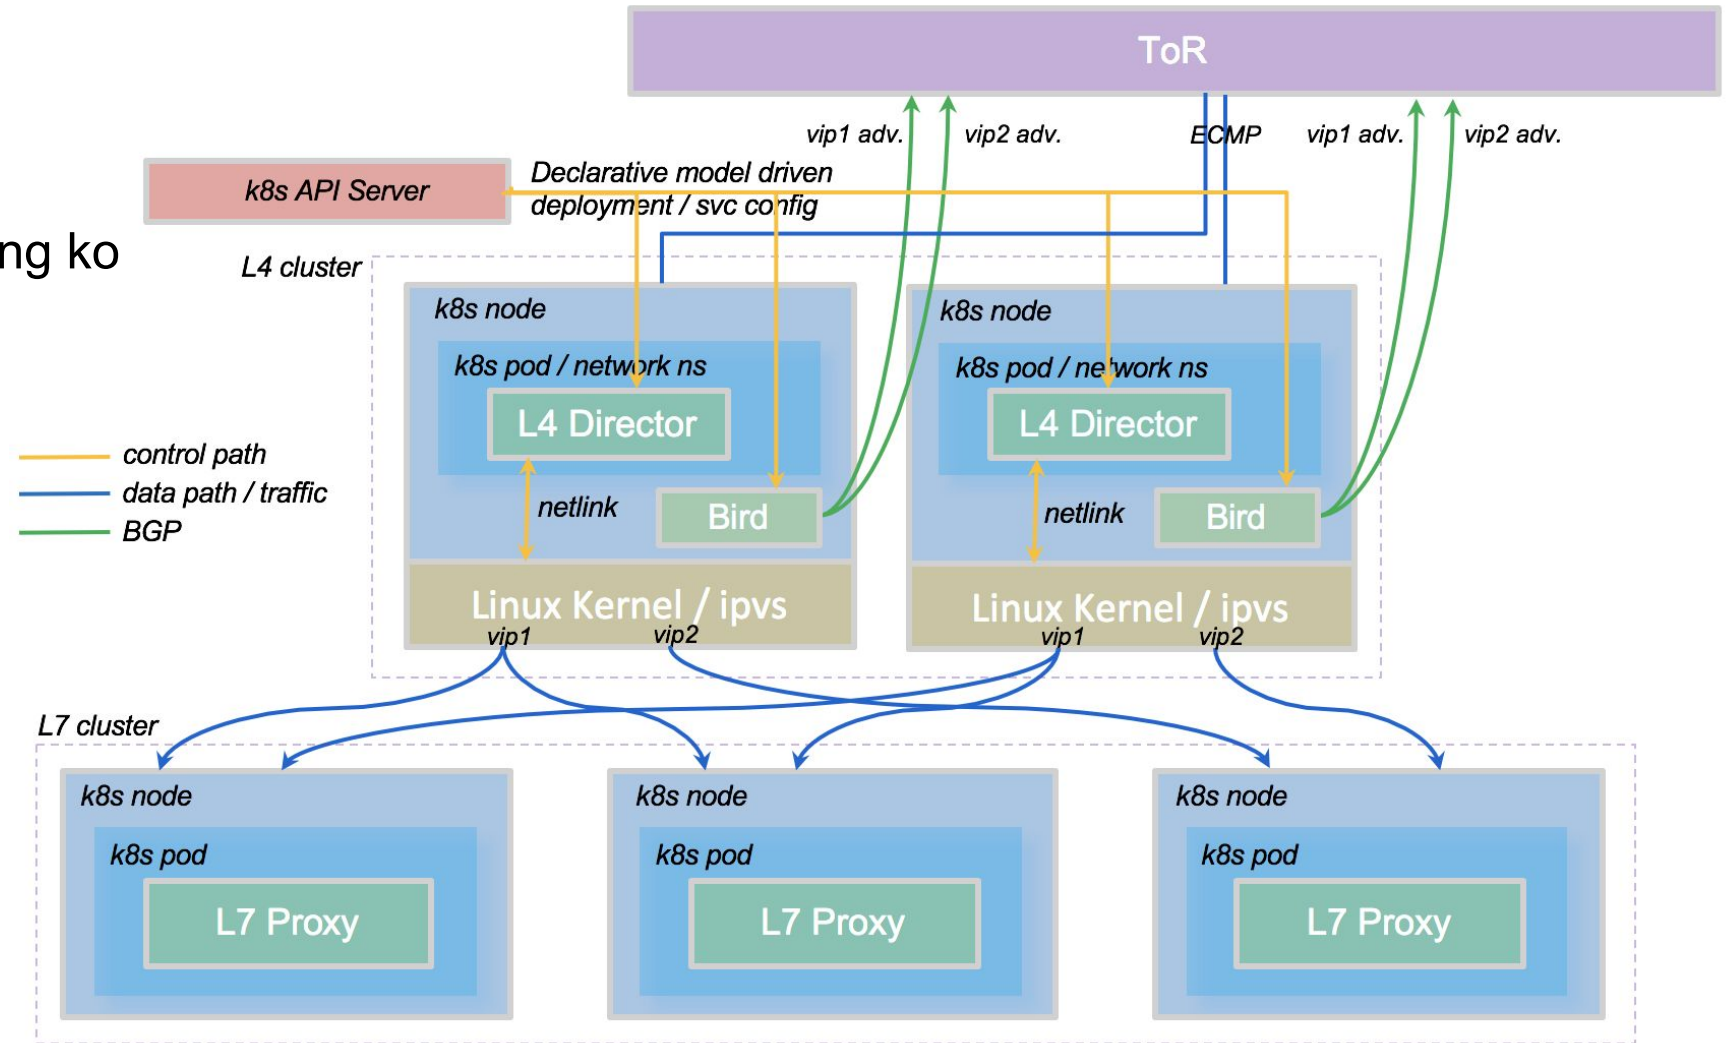 ToR
vip1 adv.
vip2 adv.
ECMP
vip1 adv.
vip2 adv.
k8s API Server
Declarative model driven
deployment / svc config
ng ko
L4 cluster
k8s node
k8s pod / network ns
L4 Director
netlink
Bird
Linux Kernel / ipvs
vip1
vip2
k8s node
k8s pod / network ns
L4 Director
netlink
Bird
Linux Kernel / ipvs
vip1
vip2
control path
data path / traffic
BGP
L7 cluster
k8s node
k8s pod
L7 Proxy
k8s node
k8s pod
L7 Proxy
k8s node
k8s pod
L7 Proxy